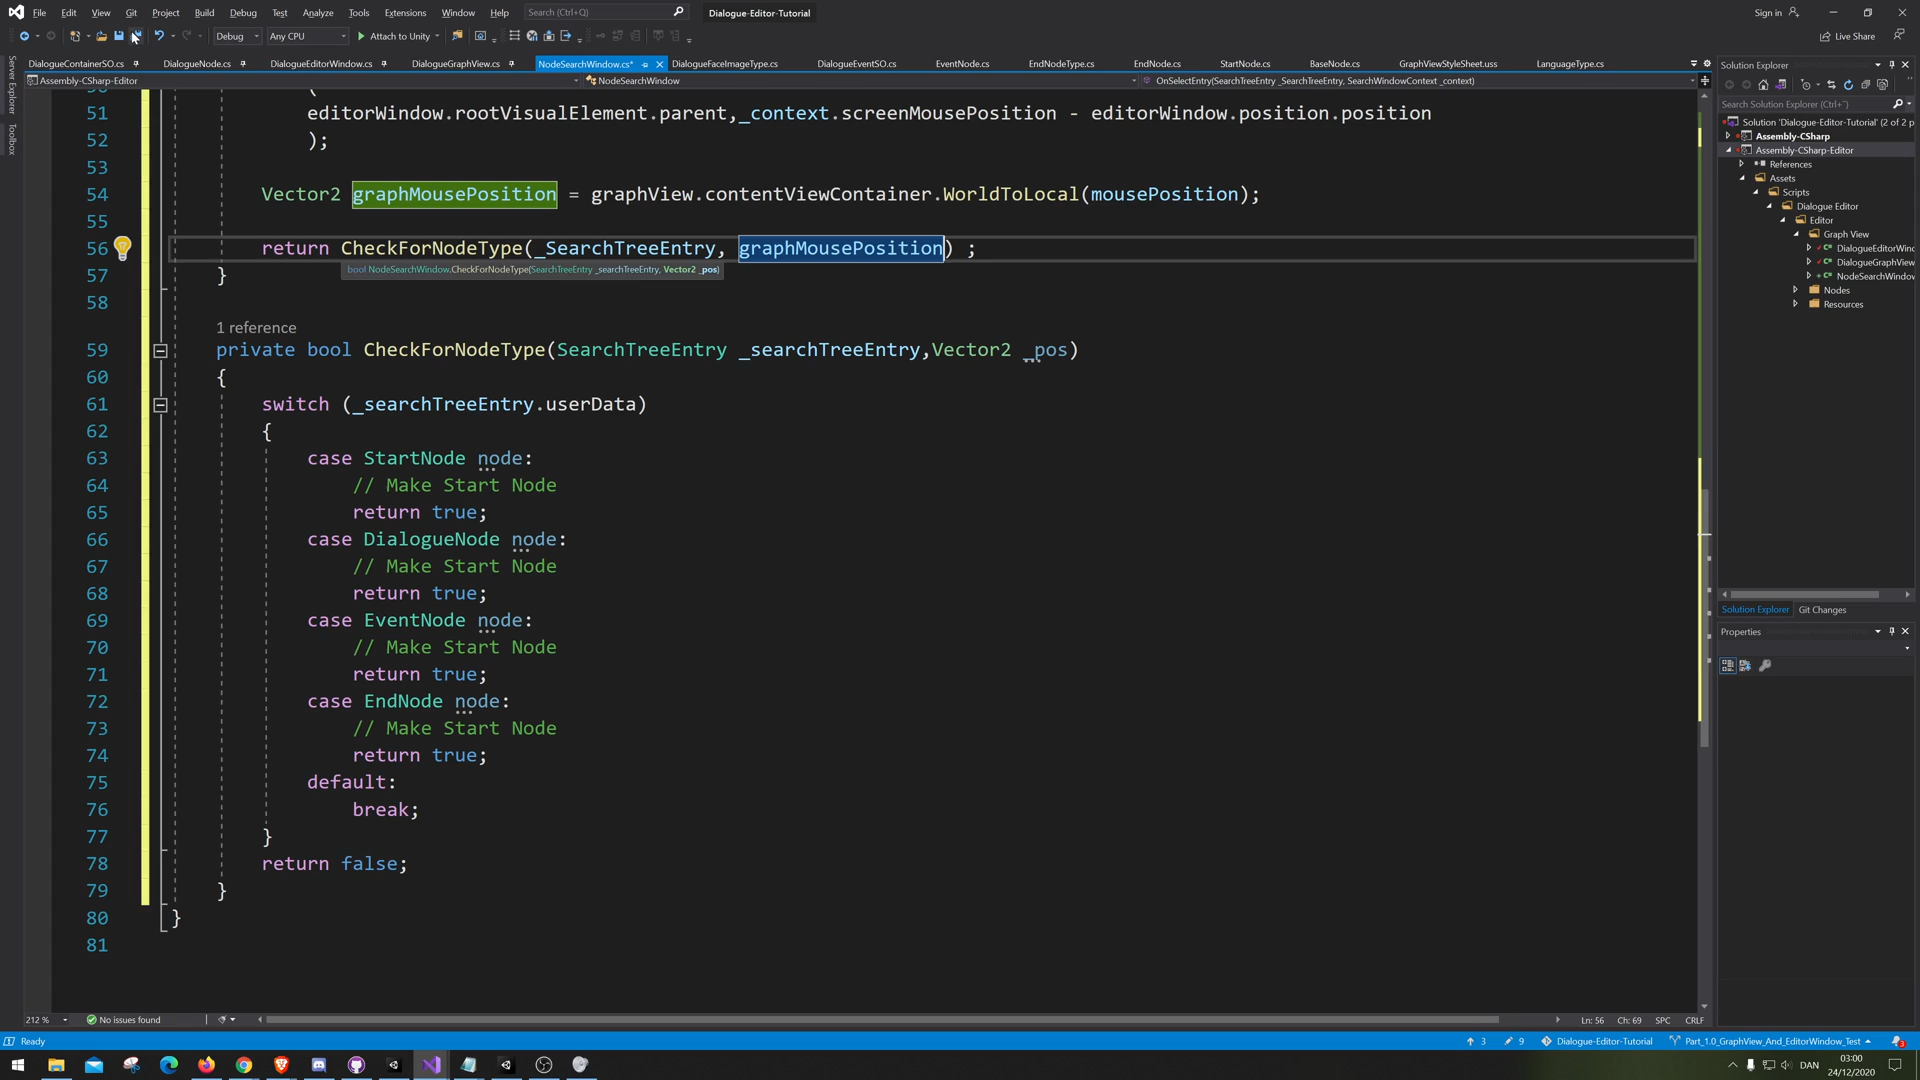 File Edit View Git Project Build Debug Test Analyze Tools Extensions Window Help Search (Ctrl+Q) Dialogue-Editor-Tutorial Sign in
Debug Any CPU Attach to Unity Live Share
DialogueContainerSO.cs DialogueNode.cs DialogueEditorWindow.cs DialogueGraphView.cs NodeSearchWindow.cs* DialogueFaceImageType.cs DialogueEventSO.cs EventNode.cs EndNodeType.cs EndNode.cs StartNode.cs BaseNode.cs GraphViewStyleSheet.uss LanguageType.cs
Assembly-CSharp-Editor NodeSearchWindow OnSelectEntry(SearchTreeEntry _SearchTreeEntry, SearchWindowContext _context)
Server Explorer
Toolbox
50 (
51 editorWindow.rootVisualElement.parent,_context.screenMousePosition - editorWindow.position.position
52 );
53
54 Vector2 graphMousePosition = graphView.contentViewContainer.WorldToLocal(mousePosition);
55
56 return CheckForNodeType(_SearchTreeEntry, graphMousePosition) ;
bool NodeSearchWindow.CheckForNodeType(SearchTreeEntry _searchTreeEntry, Vector2 _pos)
57 }
58
1 reference
59 private bool CheckForNodeType(SearchTreeEntry _searchTreeEntry,Vector2 _pos)
60 {
61 switch (_searchTreeEntry.userData)
62 {
63 case StartNode node:
64 // Make Start Node
65 return true;
66 case DialogueNode node:
67 // Make Start Node
68 return true;
69 case EventNode node:
70 // Make Start Node
71 return true;
72 case EndNode node:
73 // Make Start Node
74 return true;
75 default:
76 break;
77 }
78 return false;
79 }
80 }
81
212 % No issues found Ln: 56 Ch: 69 SPC CRLF
Solution Explorer
Search Solution Explorer (Ctrl+¨)
Solution 'Dialogue-Editor-Tutorial' (2 of 2 p
Assembly-CSharp
Assembly-CSharp-Editor
References
Assets
Scripts
Dialogue Editor
Editor
Graph View
DialogueEditorWind
DialogueGraphView
NodeSearchWindow
Nodes
Resources
Solution Explorer Git Changes
Properties
Ready 3 9 Dialogue-Editor-Tutorial Part_1.0_GraphView_And_EditorWindow_Test 3
DAN 03:00
24/12/2020